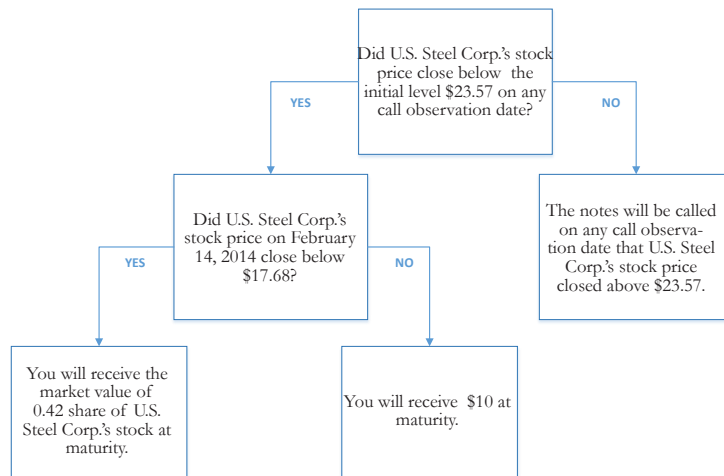 Did U.S. Steel Corp.'s stock
price close below the
initial level $23.57 on any
call observation date?
YES
NO
Did U.S. Steel Corp.'s
stock price on February
14, 2014 close below
$17.68?
The notes will be called
on any call observa-
tion date that U.S. Steel
Corp.'s stock price
closed above $23.57.
YES
NO
You will receive the
market value of
0.42 share of U.S.
Steel Corp.'s stock at
maturity.
You will receive $10 at
maturity.